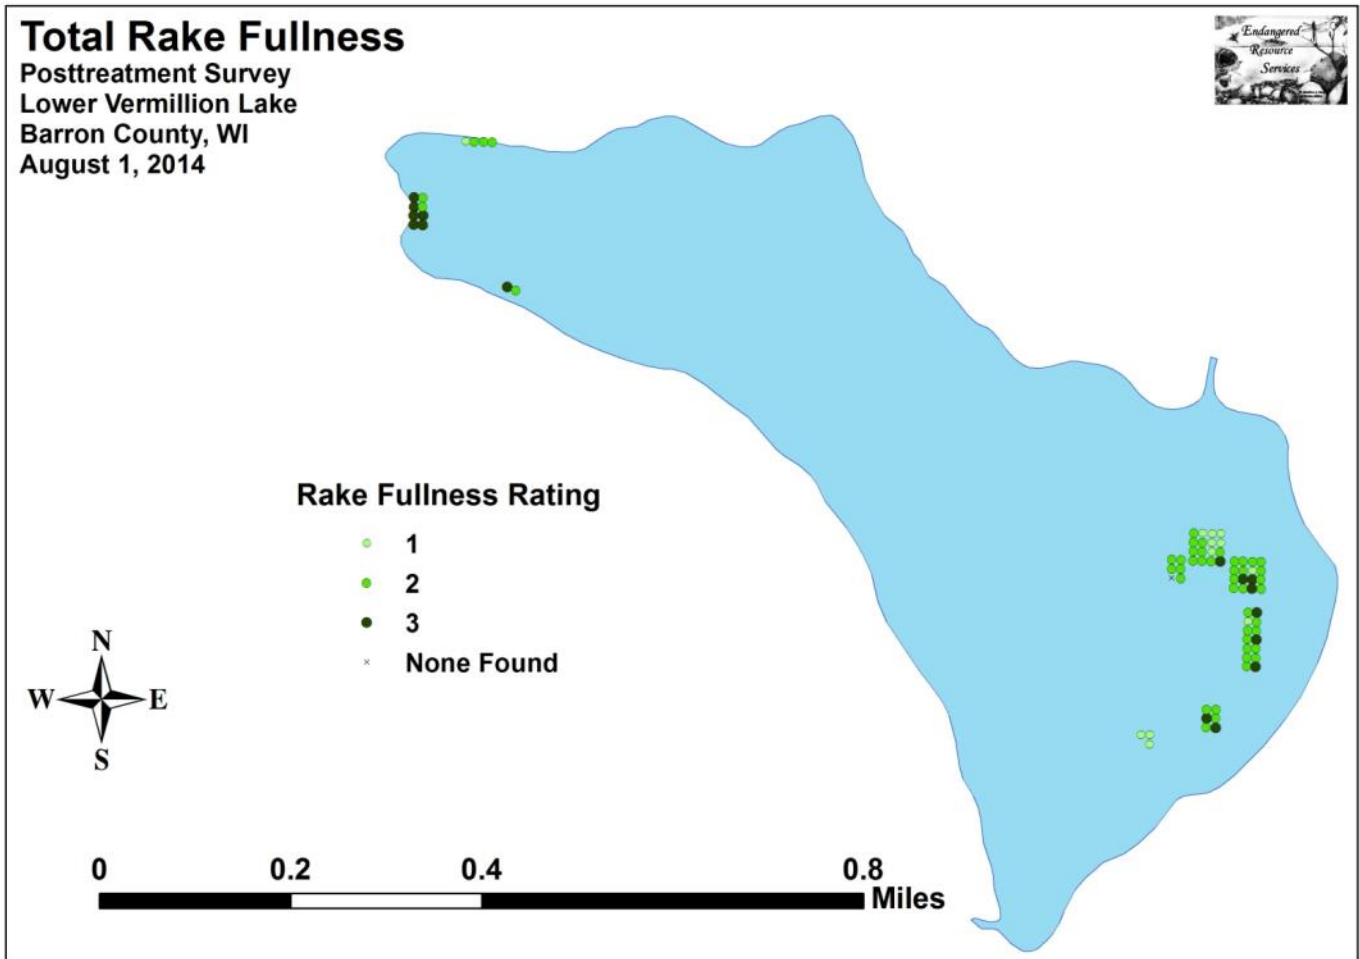 Total Rake Fullness
Posttreatment Survey
Lower Vermillion Lake
Barron County, WI
August 1, 2014
Endangered
Resource
Services
Rake Fullness Rating
1
2
3
None Found
N
W E
S
0 0.2 0.4 0.8
Miles